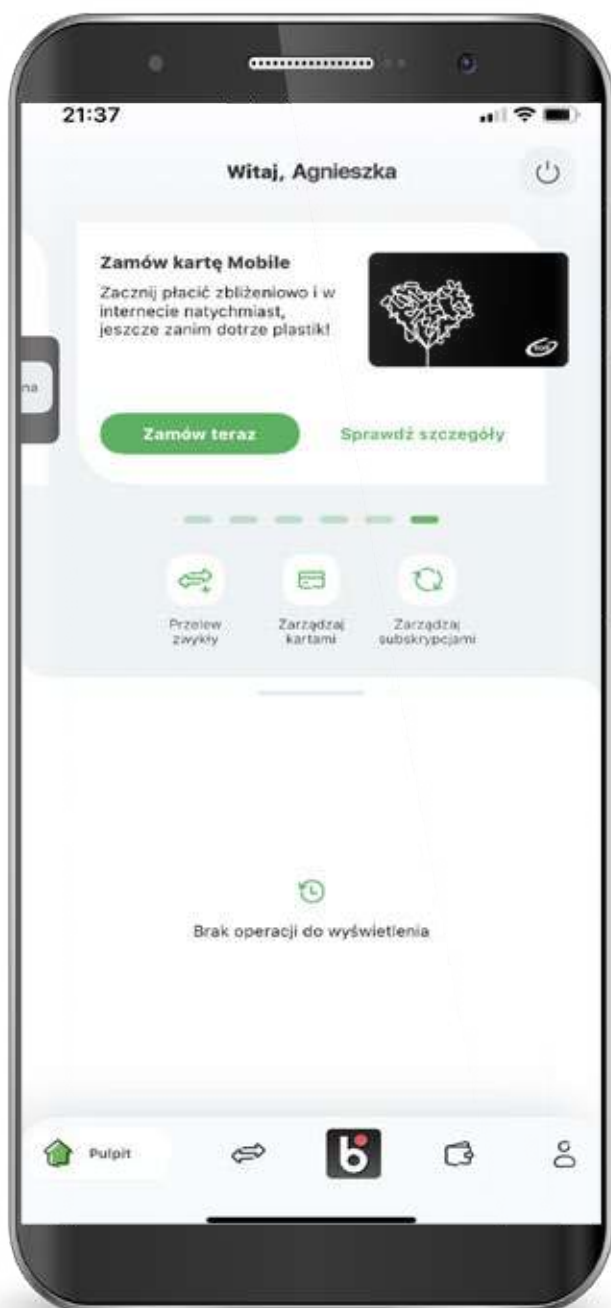 21:37
Witaj, Agnieszka
Zamów kartę Mobile
Zacznij płacić zbliżeniowo i w
internecie natychmiast,
jeszcze zanim dotrze plastik!
na
Zamów teraz
Sprawdź szczegóły
Przelew
zwykły
Zarządzaj
kartami
Zarządzaj
subskrypcjami
Brak operacji do wyświetlenia
Pulpit
b